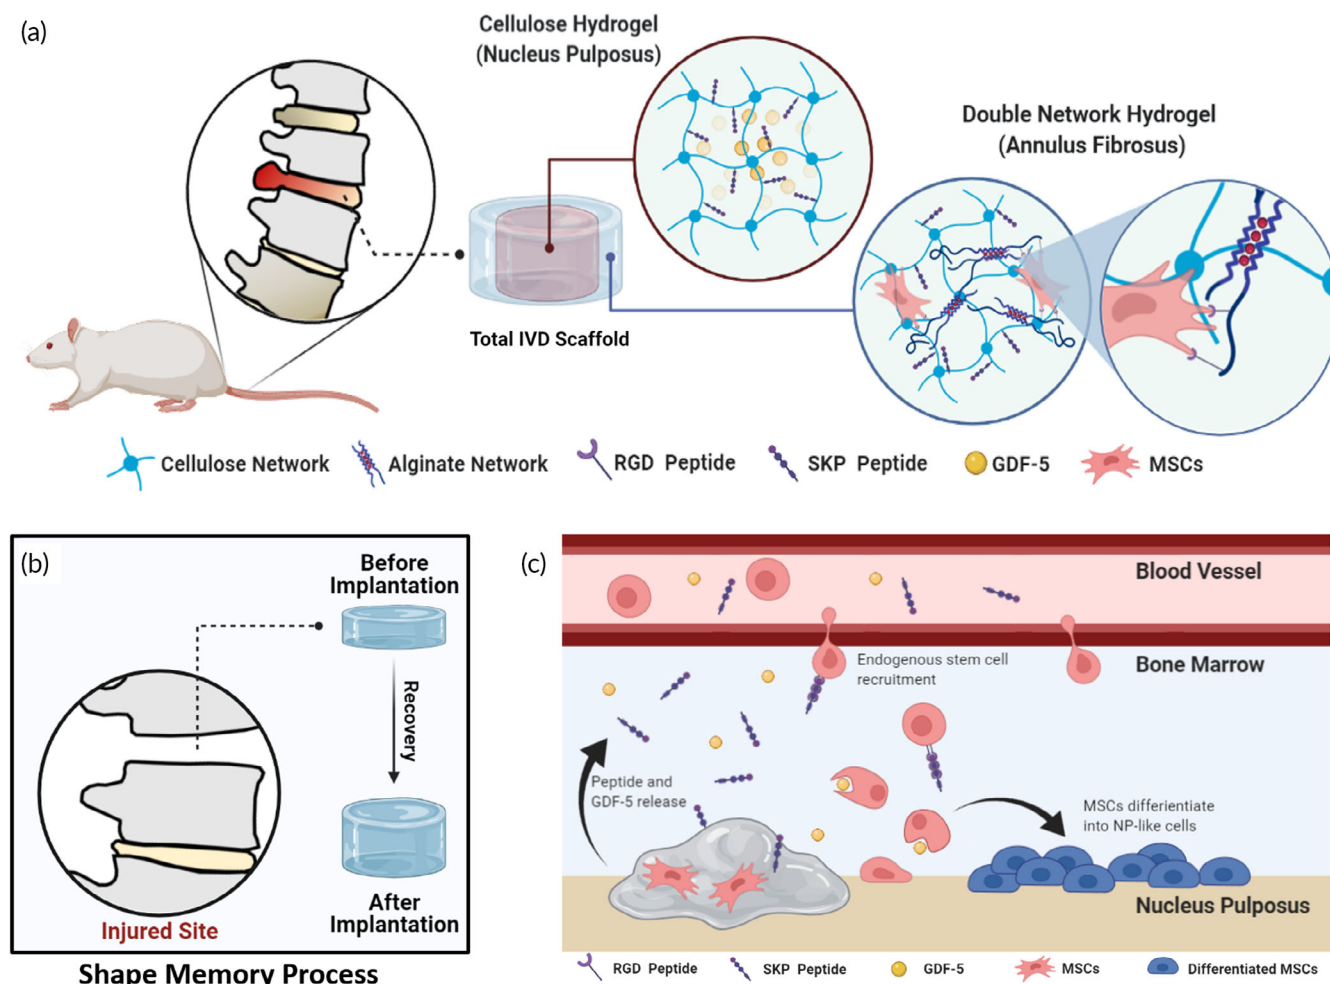 (a)
Cellulose Hydrogel
(Nucleus Pulposus)
Double Network Hydrogel
(Annulus Fibrosus)
Total IVD Scaffold
Cellulose Network
Alginate Network
RGD Peptide
SKP Peptide
GDF-5
MSCs
(b)
Before
Implantation
Recovery
After
Implantation
Injured Site
Shape Memory Process
(c)
Blood Vessel
Bone Marrow
Endogenous stem cell
recruitment
Peptide and
GDF-5 release
MSCs differientiate
into NP-like cells
Nucleus Pulposus
RGD Peptide
SKP Peptide
GDF-5
MSCs
Differentiated MSCs